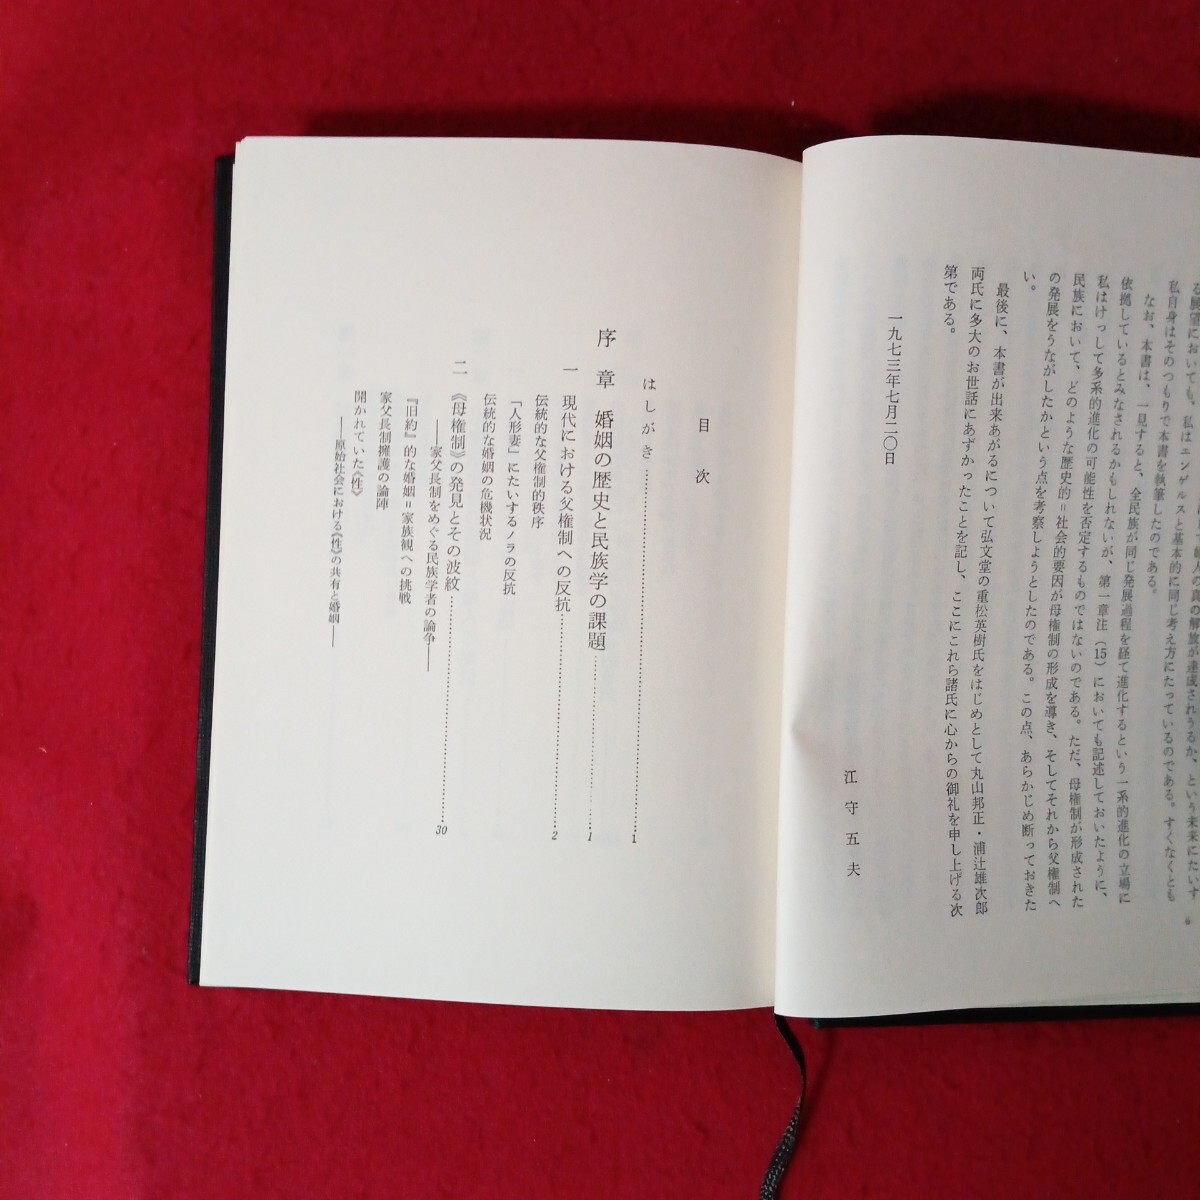 る展望においても、私はエンゲルスと基本的に同じ考え方にたっているのである。すくなくとも
私自身はそのつもりで本書を執筆したのである。
なお、本書は、一見すると、全民族が同じ発展過程を経て進化するという一系的進化の立場に
依拠しているとみなされるかもしれないが、第一章注(15)においても記述しておいたように、
私はけっして多系的進化の可能性を否定するものではないのである。ただ、母権制が形成された
民族において、どのような歴史的=社会的要因が母権制の形成を導き、そしてそれから父権制へ
の発展をうながしたかという点を考察しようとしたのである。この点、あらかじめ断っておきた
い。
最後に、本書が出来あがるについて弘文堂の重松英樹氏をはじめとして丸山邦正・浦辻雄次郎
両氏に多大のお世話にあずかったことを記し、ここにこれら諸氏に心からの御礼を申し上げる次
第である。
一九七三年七月二〇日
江守五夫
6
目次
はしがき……1
序章 婚姻の歴史と民族学の課題……1
一 現代における父権制への反抗……2
伝統的な父権制的秩序
「人形妻」にたいするノラの反抗
伝統的な婚姻の危機状況
二 《母権制》の発見とその波紋……30
――家父長制をめぐる民族学者の論争――
『旧約』的な婚姻=家族観への挑戦
家父長制擁護の論陣
開かれていた《性》
――原始社会における《性》の共有と婚姻――